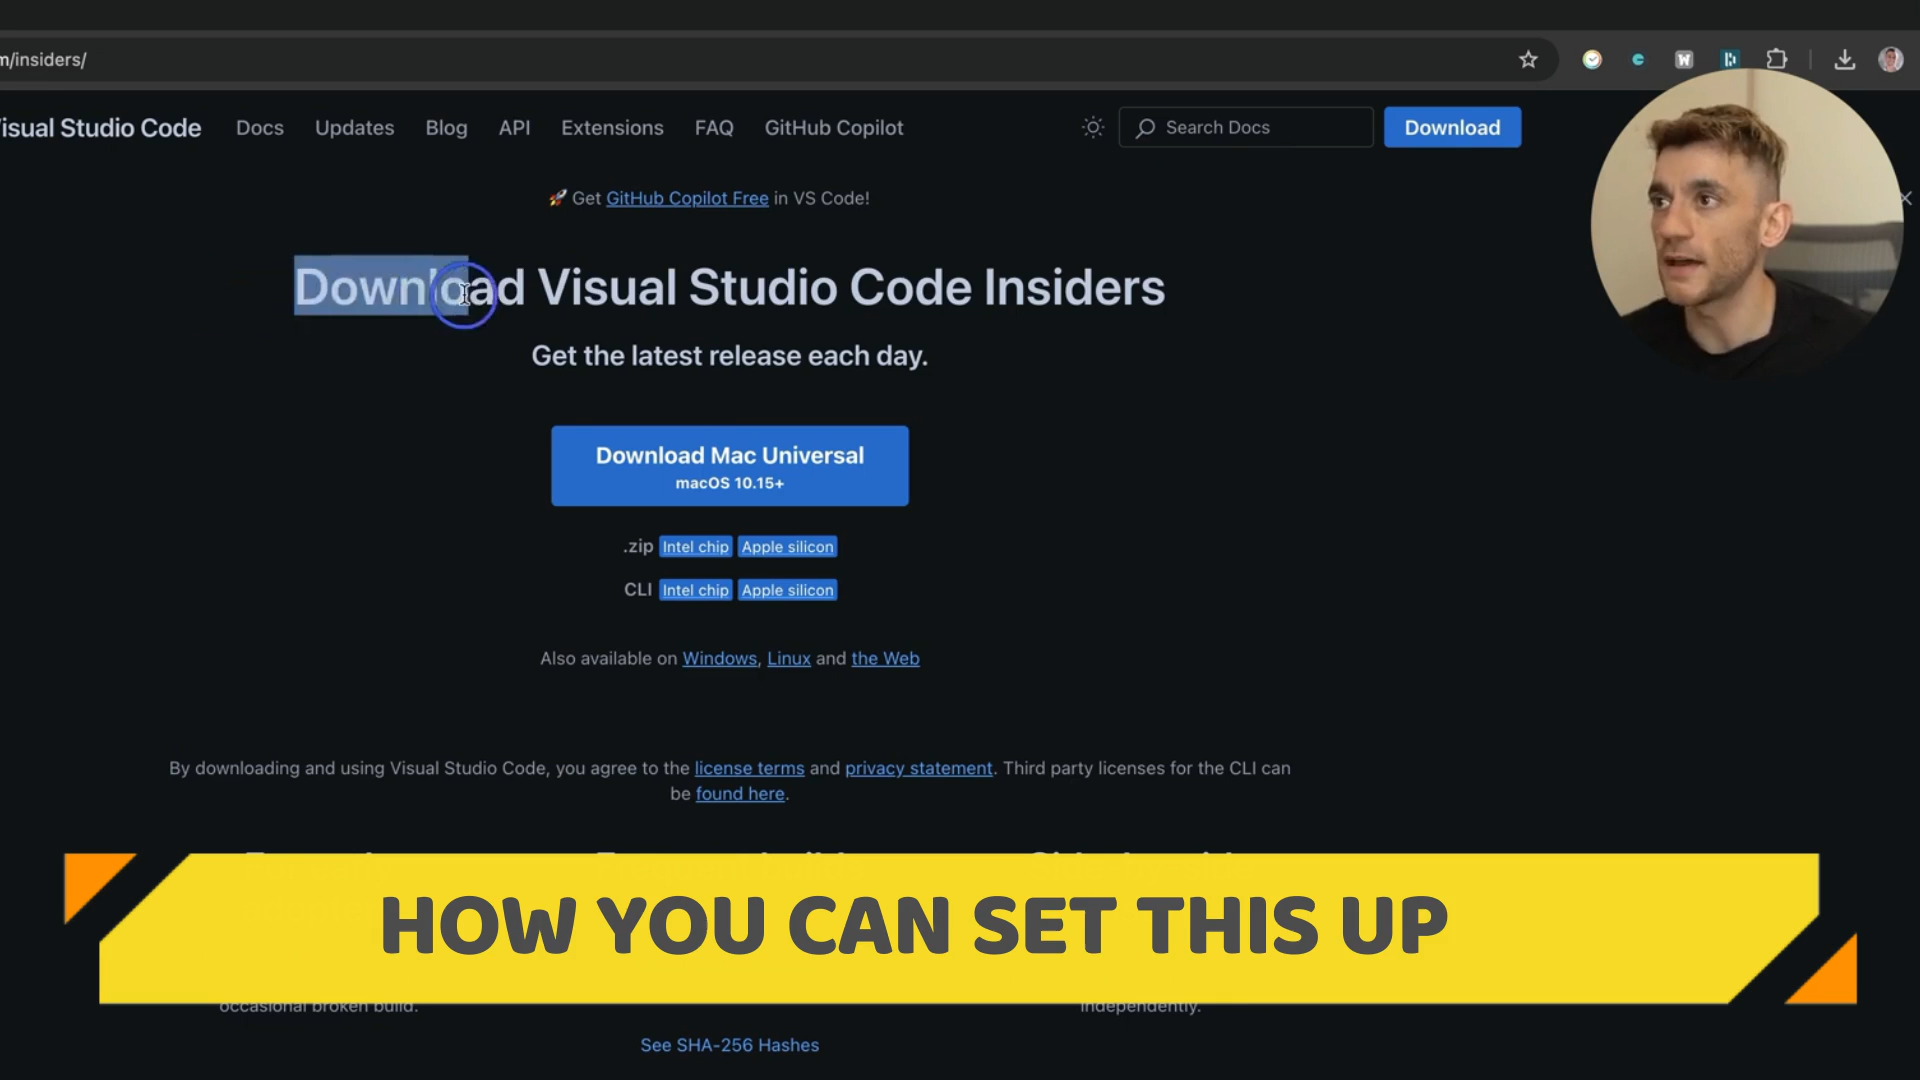 m/insiders/
isual Studio Code Docs Updates Blog API Extensions FAQ GitHub Copilot Search Docs Download
🚀 Get GitHub Copilot Free in VS Code!
Download Visual Studio Code Insiders
Get the latest release each day.
Download Mac Universal
macOS 10.15+
.zip Intel chip Apple silicon
CLI Intel chip Apple silicon
Also available on Windows, Linux and the Web
By downloading and using Visual Studio Code, you agree to the license terms and privacy statement. Third party licenses for the CLI can
be found here.
HOW YOU CAN SET THIS UP
occasional broken build.
independently.
See SHA-256 Hashes